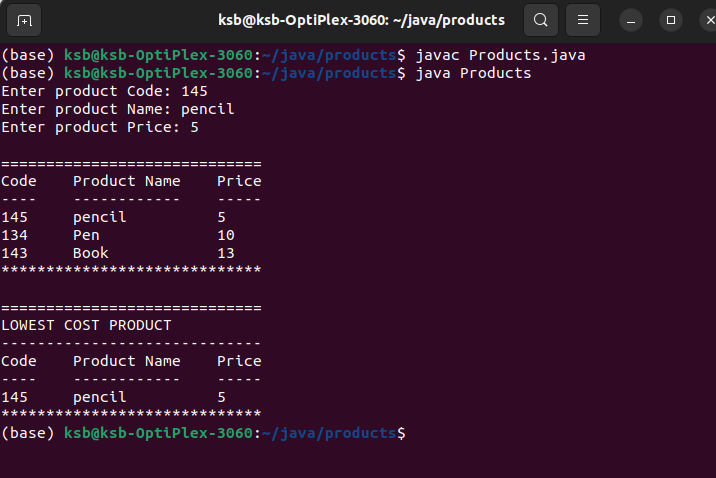 ksb@ksb-OptiPlex-3060: ~/java/products
(base) ksb@ksb-OptiPlex-3060:~/java/products$ javac Products.java
(base) ksb@ksb-OptiPlex-3060:~/java/products$ java Products
Enter product Code: 145
Enter product Name: pencil
Enter product Price: 5
=============================
Code    Product Name    Price
----    ------------    -----
145     pencil          5
134     Pen             10
143     Book            13
*****************************
=============================
LOWEST COST PRODUCT
-----------------------------
Code    Product Name    Price
----    ------------    -----
145     pencil          5
*****************************
(base) ksb@ksb-OptiPlex-3060:~/java/products$